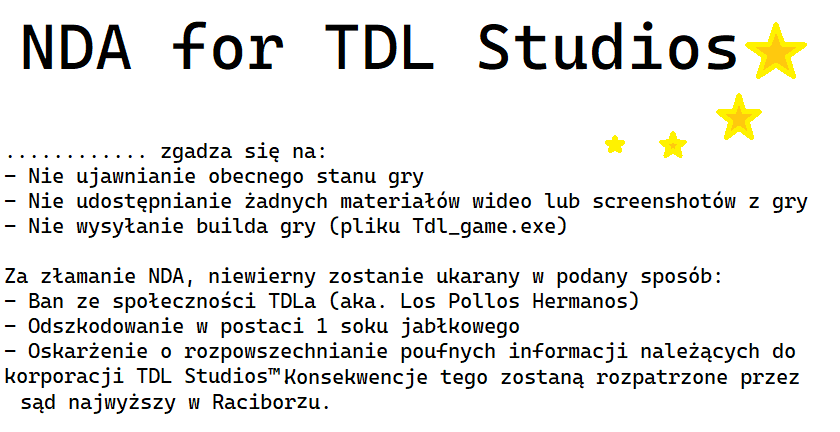 NDA for TDL Studios
............ zgadza się na:
- Nie ujawnianie obecnego stanu gry
- Nie udostępnianie żadnych materiałów wideo lub screenshotów z gry
- Nie wysyłanie builda gry (pliku Tdl_game.exe)
Za złamanie NDA, niewierny zostanie ukarany w podany sposób:
- Ban ze społeczności TDLa (aka. Los Pollos Hermanos)
- Odszkodowanie w postaci 1 soku jabłkowego
- Oskarżenie o rozpowszechnianie poufnych informacji należących do
korporacji TDL Studios™Konsekwencje tego zostaną rozpatrzone przez
sąd najwyższy w Raciborzu.